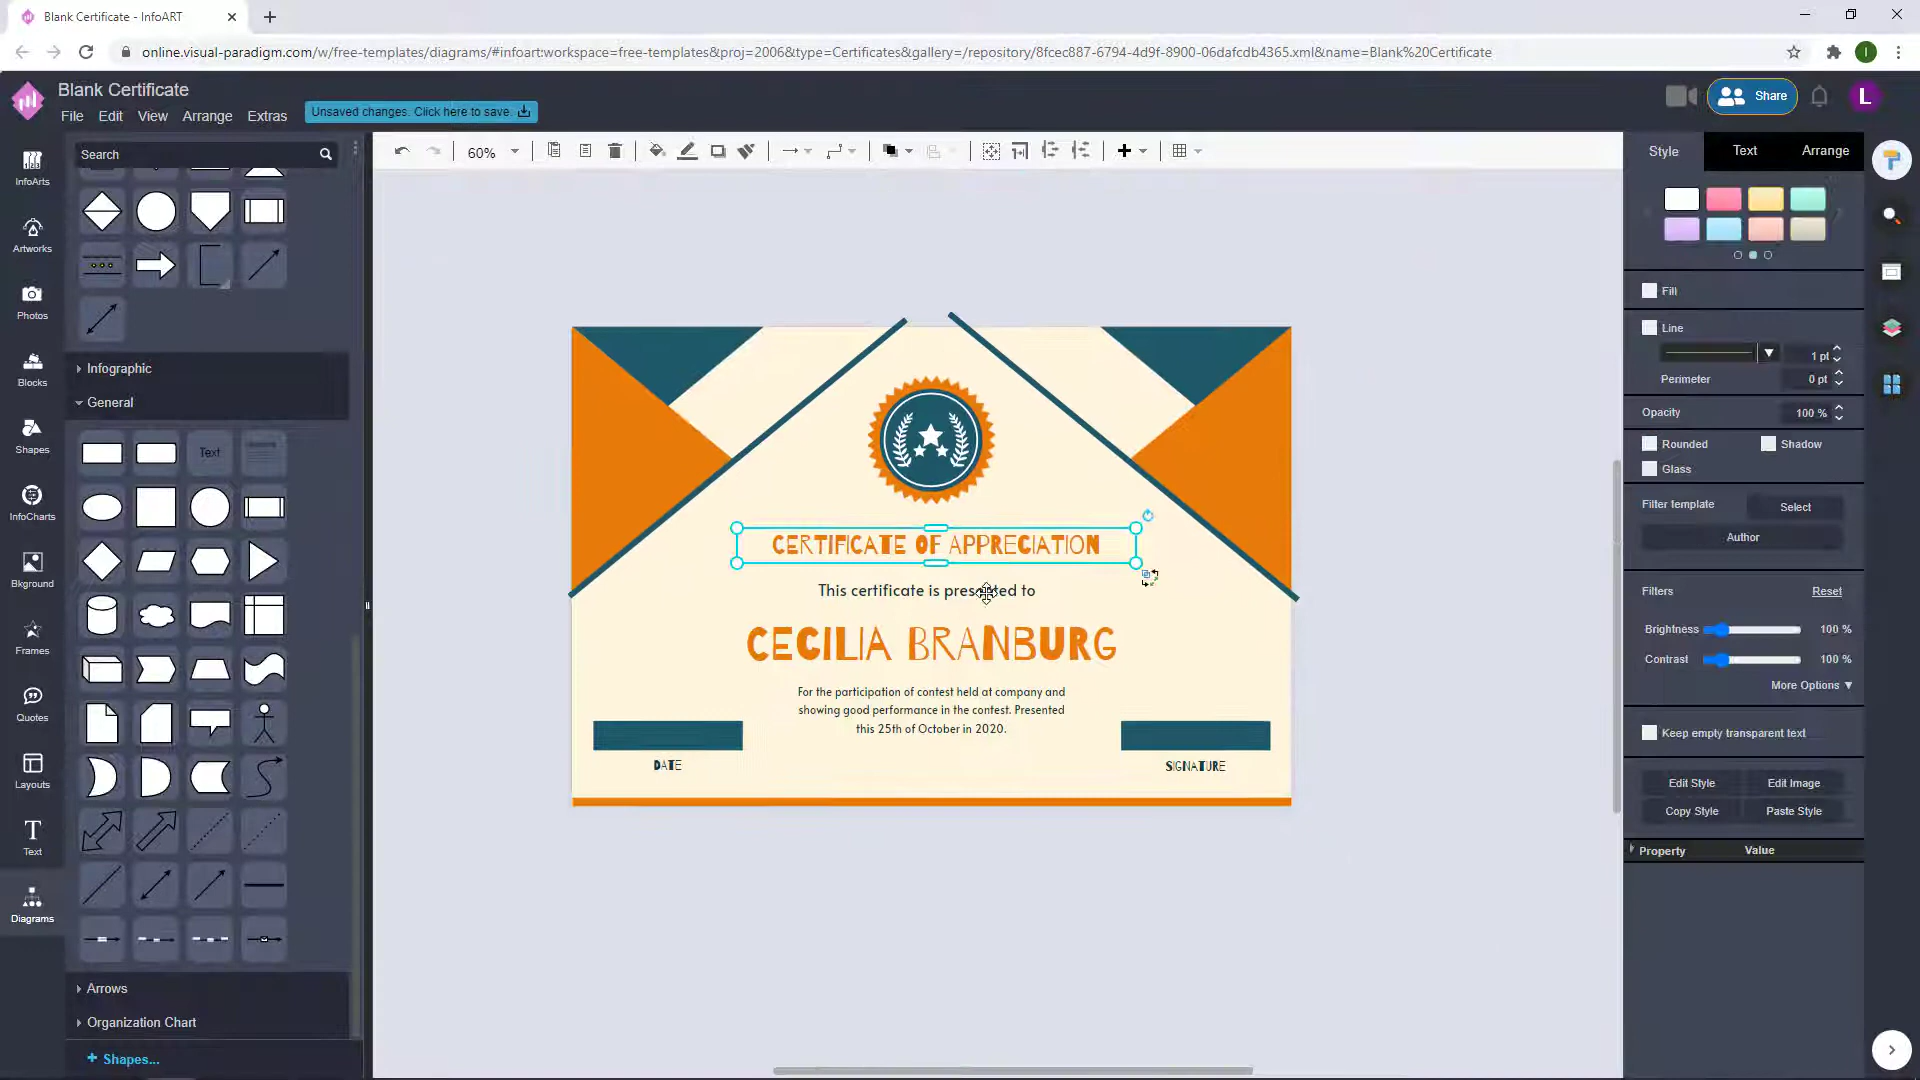 Blank Certificate - InfoART
online.visual-paradigm.com/w/free-templates/diagrams/#infoart:workspace=free-templates&proj=2006&type=Certificates&gallery=/repository/8fcec887-6794-4d9f-8900-06dafcdb4365.xml&name=Blank%20Certificate
I
Blank Certificate
File Edit View Arrange Extras
Unsaved changes. Click here to save.
Share
L
Search
60%
Style Text Arrange
InfoArts
Artworks
Photos
Blocks
Shapes
InfoCharts
Bkground
Frames
Quotes
Layouts
T
Text
Diagrams
Infographic
General
Text
Arrows
Organization Chart
+ Shapes...
CERTIFICATE OF APPRECIATION
This certificate is presented to
CECILIA BRANBURG
For the participation of contest held at company and
showing good performance in the contest. Presented
this 25th of October in 2020.
DATE
SIGNATURE
Fill
Line
1 pt
Perimeter 0 pt
Opacity 100 %
Rounded Shadow
Glass
Filter template Select
Author
Filters Reset
Brightness 100 %
Contrast 100 %
More Options ▼
Keep empty transparent text
Edit Style Edit Image
Copy Style Paste Style
Property Value